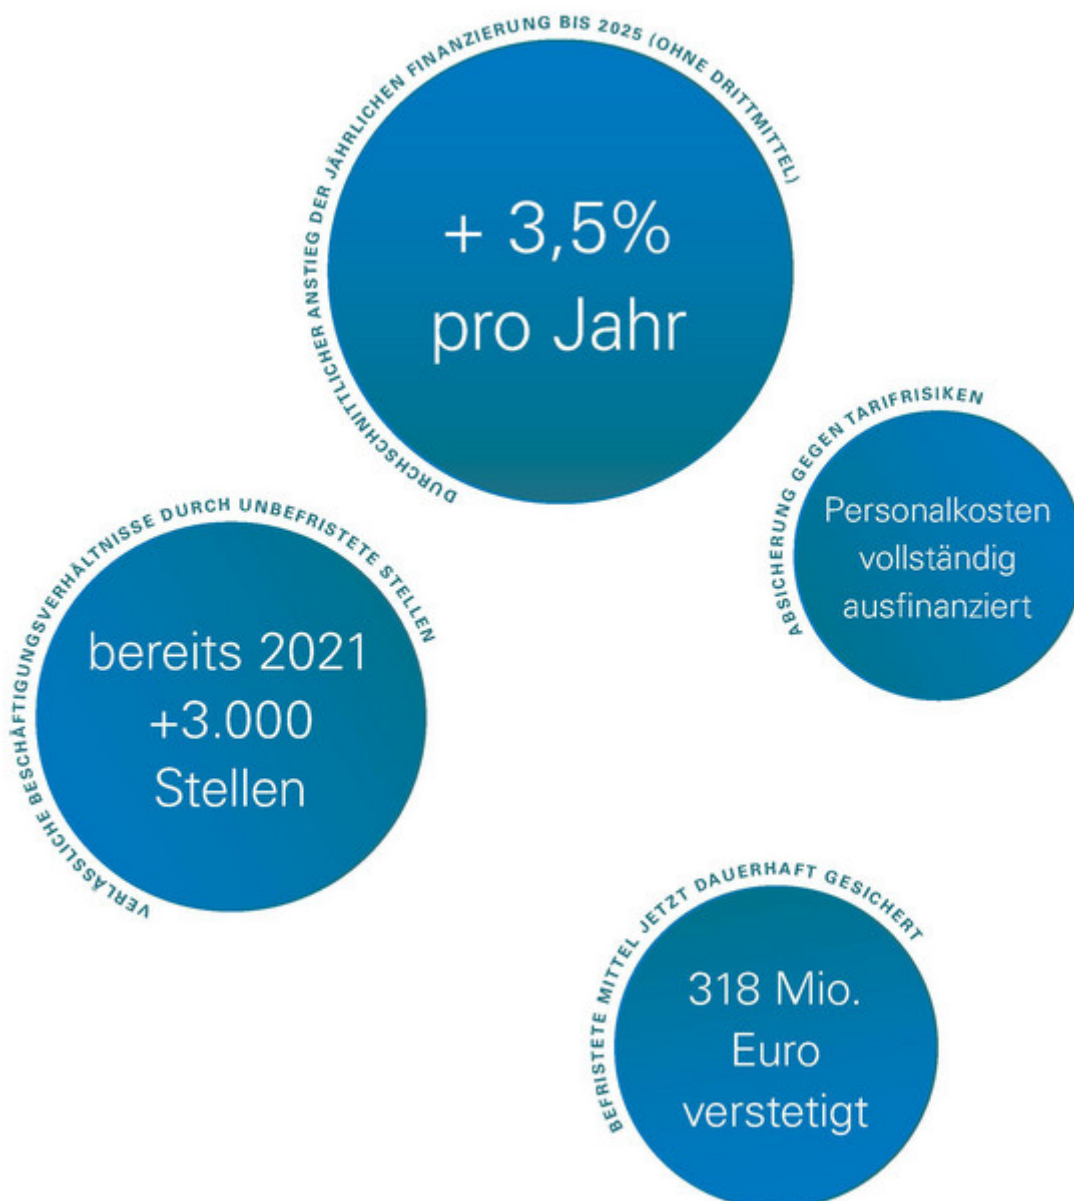 DURCHSCHNITTLICHER ANSTIEG DER JÄHRLICHEN FINANZIERUNG BIS 2025 (OHNE DRITTMITTEL)
+ 3,5%
pro Jahr
ABSICHERUNG GEGEN TARIFRISIKEN
Personalkosten
vollständig
ausfinanziert
VERLÄSSLICHE BESCHÄFTIGUNGSVERHÄLTNISSE DURCH UNBEFRISTETE STELLEN
bereits 2021
+3.000
Stellen
BEFRISTETE MITTEL JETZT DAUERHAFT GESICHERT
318 Mio.
Euro
verstetigt